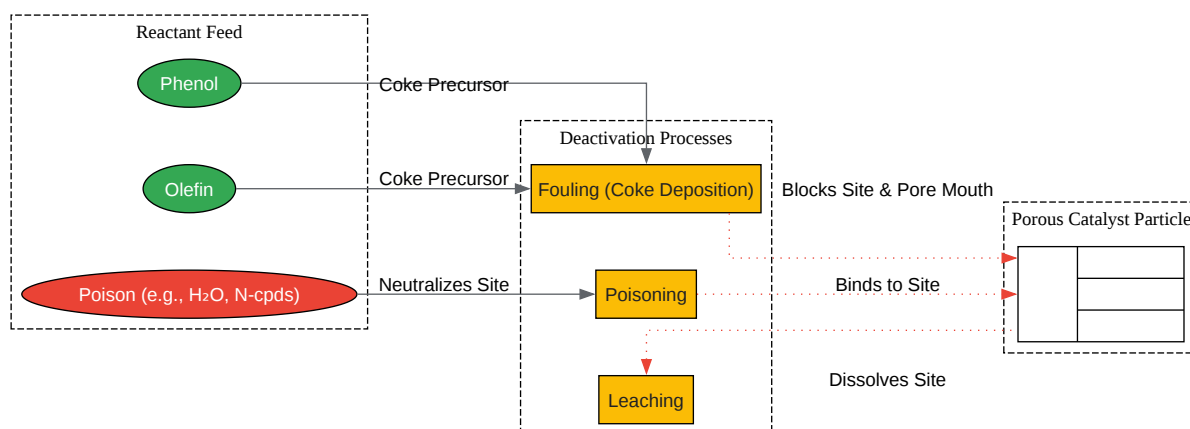 Reactant Feed
Phenol
Coke Precursor
Deactivation Processes
Olefin
Coke Precursor
Fouling (Coke Deposition)
Blocks Site & Pore Mouth
Porous Catalyst Particle
Poison (e.g., H₂O, N-cpds)
Neutralizes Site
Poisoning
Binds to Site
Leaching
Dissolves Site